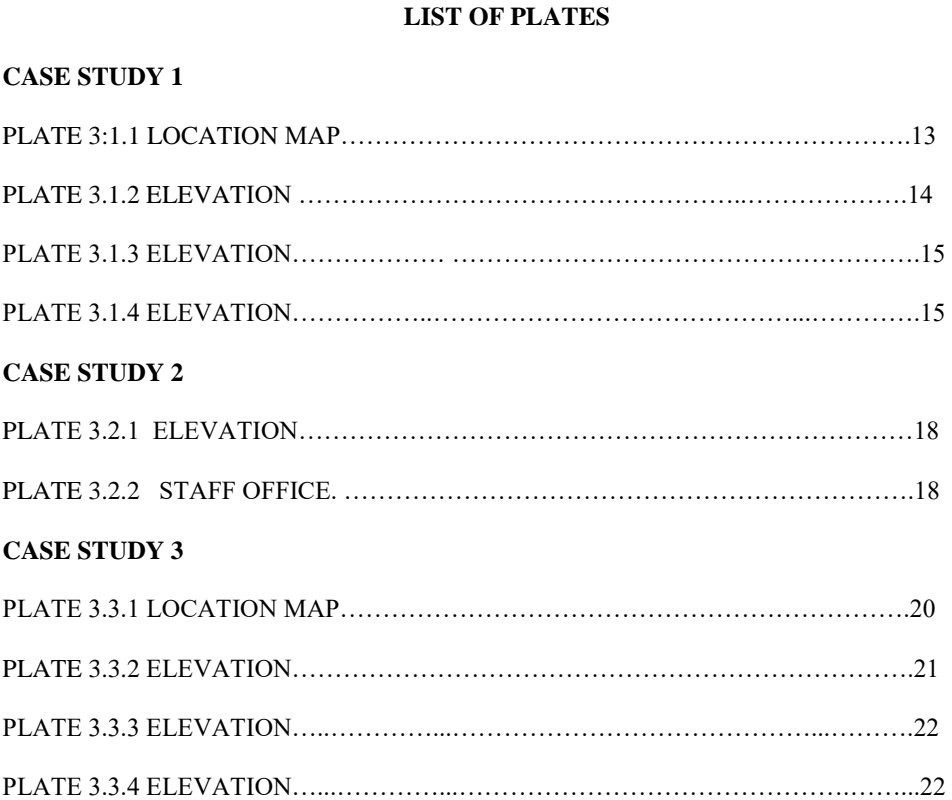 LIST OF PLATES
CASE STUDY 1
PLATE 3:1.1 LOCATION MAP………………………………………………………….13
PLATE 3.1.2 ELEVATION ……………………………………………..……………….14
PLATE 3.1.3 ELEVATION……………… ……………………………………………….15
PLATE 3.1.4 ELEVATION……………..……………………………………...………….15
CASE STUDY 2
PLATE 3.2.1  ELEVATION………………………………………………………………18
PLATE 3.2.2   STAFF OFFICE. ………………………………………………………….18
CASE STUDY 3
PLATE 3.3.1 LOCATION MAP………………………………………………………….20
PLATE 3.3.2 ELEVATION……………………………………………………………….21
PLATE 3.3.3 ELEVATION…..…………...……………………………………...……….22
PLATE 3.3.4 ELEVATION…...…………...……………………………………………...22